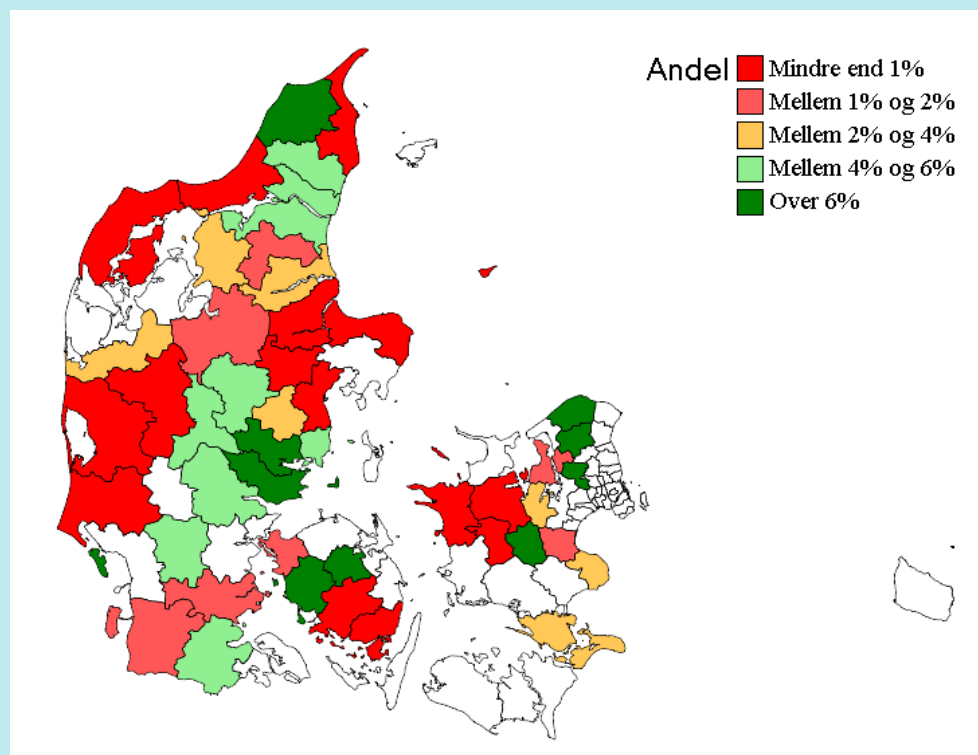 Andel
Mindre end 1%
Mellem 1% og 2%
Mellem 2% og 4%
Mellem 4% og 6%
Over 6%